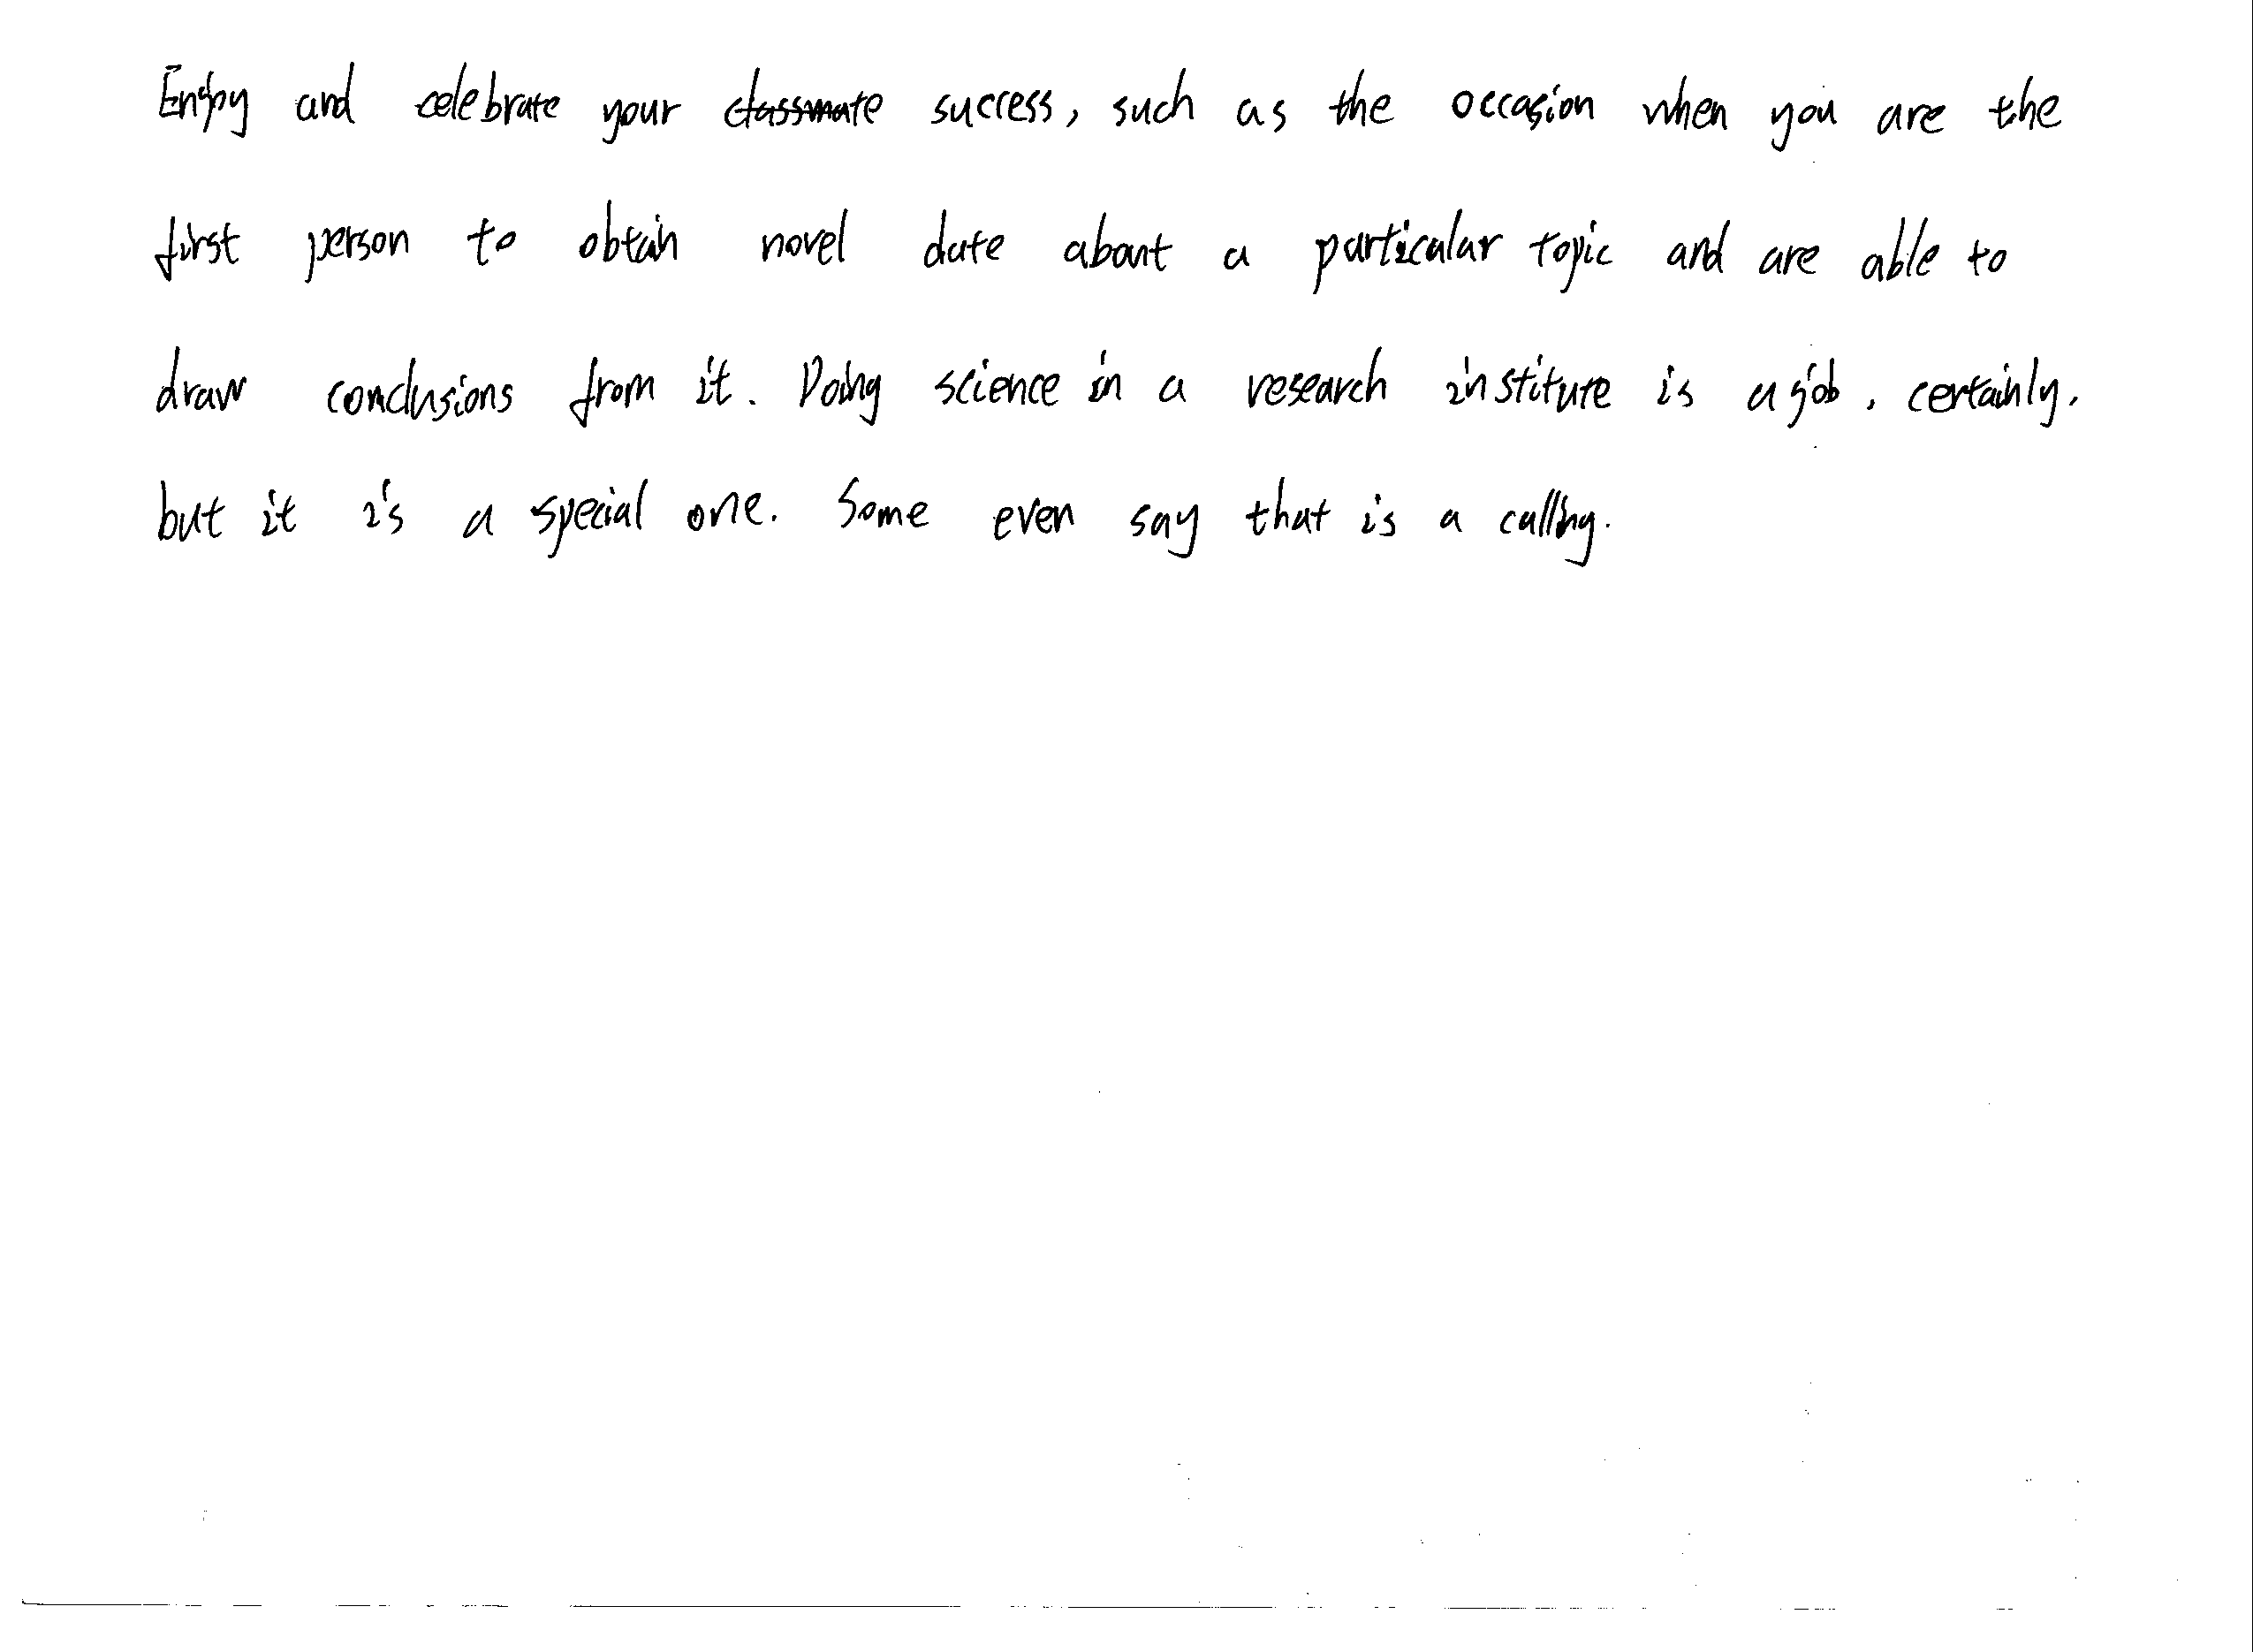 Enjoy and celebrate your ~~classmate~~ success, such as the occasion when you are the
first person to obtain novel date about a particular topic and are able to
draw conclusions from it. Doing science in a research institute is a job, certainly,
but it is a special one. Some even say that is a calling.